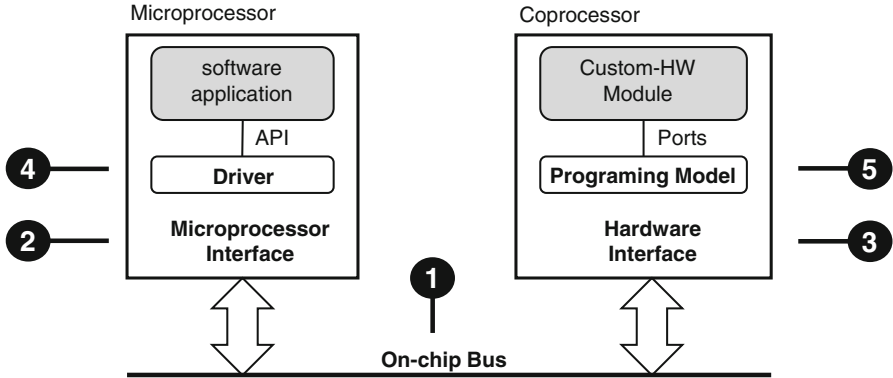 Microprocessor
Coprocessor
software
application
Custom-HW
Module
API
Ports
4
Driver
Programing Model
5
2
Microprocessor
Interface
Hardware
Interface
3
1
On-chip Bus